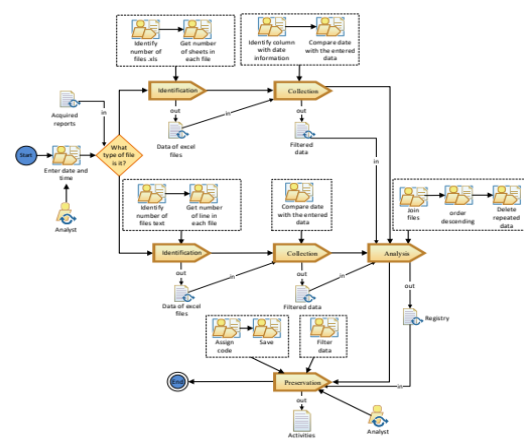 Identify
number of
files .xls
Get number
of sheets in
each file
Identify column
with date
information
Compare date
with the entered
data
Identification
Collection
out
in
out
Acquired
reports
in
Data of excel
files
Filtered
data
What
type of file
is it?
Start
Enter date and
time
in
Analyst
Identify
number of
files text
Get number
of line in
each file
Compare date
with the entered
data
Join
files
order
descending
Delete
repeated
data
Identification
Collection
Analysis
out
in
out
in
out
Data of excel
files
Filtered data
Registry
Assign
code
Save
Filter
data
End
Preservation
in
out
Activities
Analyst